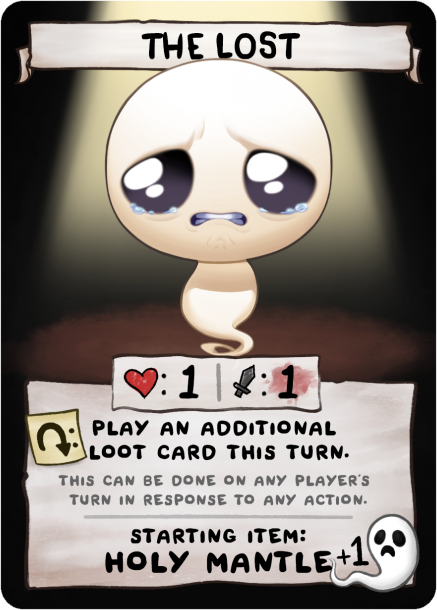 THE LOST
: 1 | : 1
: PLAY AN ADDITIONAL
LOOT CARD THIS TURN.
THIS CAN BE DONE ON ANY PLAYER'S
TURN IN RESPONSE TO ANY ACTION.
STARTING ITEM:
HOLY MANTLE
+1